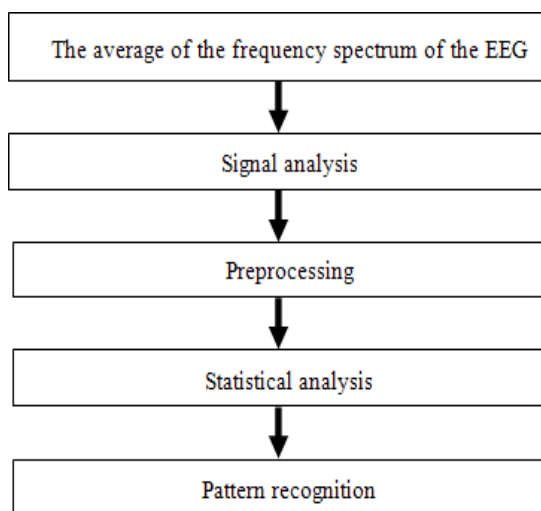 The average of the frequency spectrum of the EEG
Signal analysis
Preprocessing
Statistical analysis
Pattern recognition